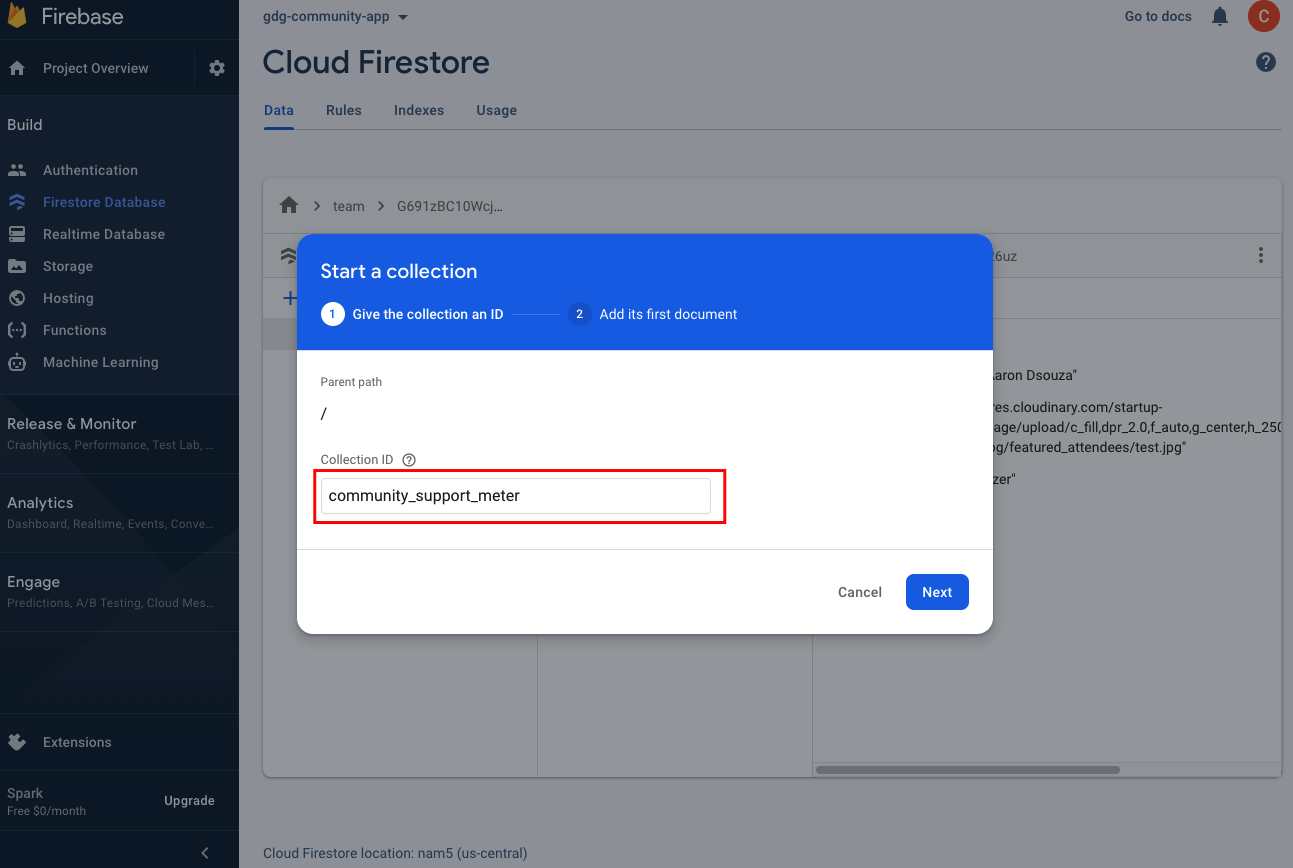 Firebase
gdg-community-app
Go to docs
C
Project Overview
Cloud Firestore
Data
Rules
Indexes
Usage
Build
Authentication
Firestore Database
Realtime Database
Storage
Hosting
Functions
Machine Learning
Release & Monitor
Crashlytics, Performance, Test Lab, ...
Analytics
Dashboard, Realtime, Events, Conve...
Engage
Predictions, A/B Testing, Cloud Mes...
Extensions
Spark
Free $0/month
Upgrade
team
G691zBC10Wcj...
6uz
Start a collection
1 Give the collection an ID
2 Add its first document
Parent path
/
Collection ID
community_support_meter
Cancel
Next
Aaron Dsouza"
res.cloudinary.com/startup-
age/upload/c_fill,dpr_2.0,f_auto,g_center,h_250
og/featured_attendees/test.jpg"
zer"
Cloud Firestore location: nam5 (us-central)